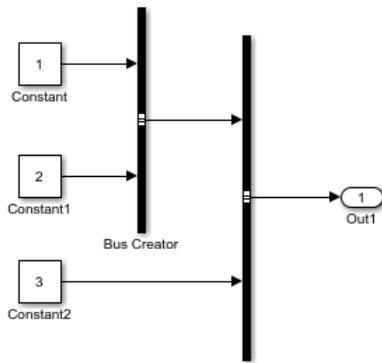 1
Constant
2
Constant1
Bus Creator
3
Constant2
1
Out1